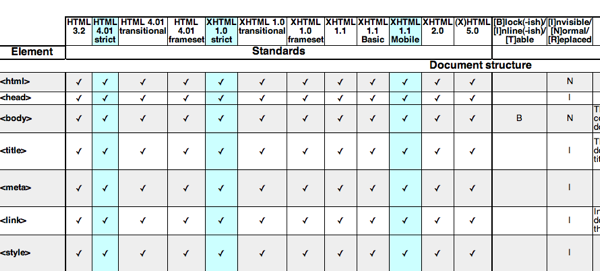 HTML 3.2 HTML 4.01 strict HTML 4.01 transitional HTML 4.01 frameset XHTML 1.0 strict XHTML 1.0 transitional XHTML 1.0 frameset XHTML 1.1 XHTML 1.1 Basic XHTML 1.1 Mobile XHTML 2.0 (X)HTML 5.0 [B]lock(-ish)/ [I]nline(-ish)/ [T]able [I]nvisible/ [N]ormal/ [R]eplaced
Element Standards
Document structure
<html> ✓ ✓ ✓ ✓ ✓ ✓ ✓ ✓ ✓ ✓ ✓ ✓ N
<head> ✓ ✓ ✓ ✓ ✓ ✓ ✓ ✓ ✓ ✓ ✓ ✓ I
<body> ✓ ✓ ✓ ✓ ✓ ✓ ✓ ✓ ✓ ✓ ✓ ✓ B N
<title> ✓ ✓ ✓ ✓ ✓ ✓ ✓ ✓ ✓ ✓ ✓ ✓ I
<meta> ✓ ✓ ✓ ✓ ✓ ✓ ✓ ✓ ✓ ✓ ✓ ✓ I
<link> ✓ ✓ ✓ ✓ ✓ ✓ ✓ ✓ ✓ ✓ ✓ ✓ I
<style> ✓ ✓ ✓ ✓ ✓ ✓ ✓ ✓ ✓ ✓ ✓ ✓ I